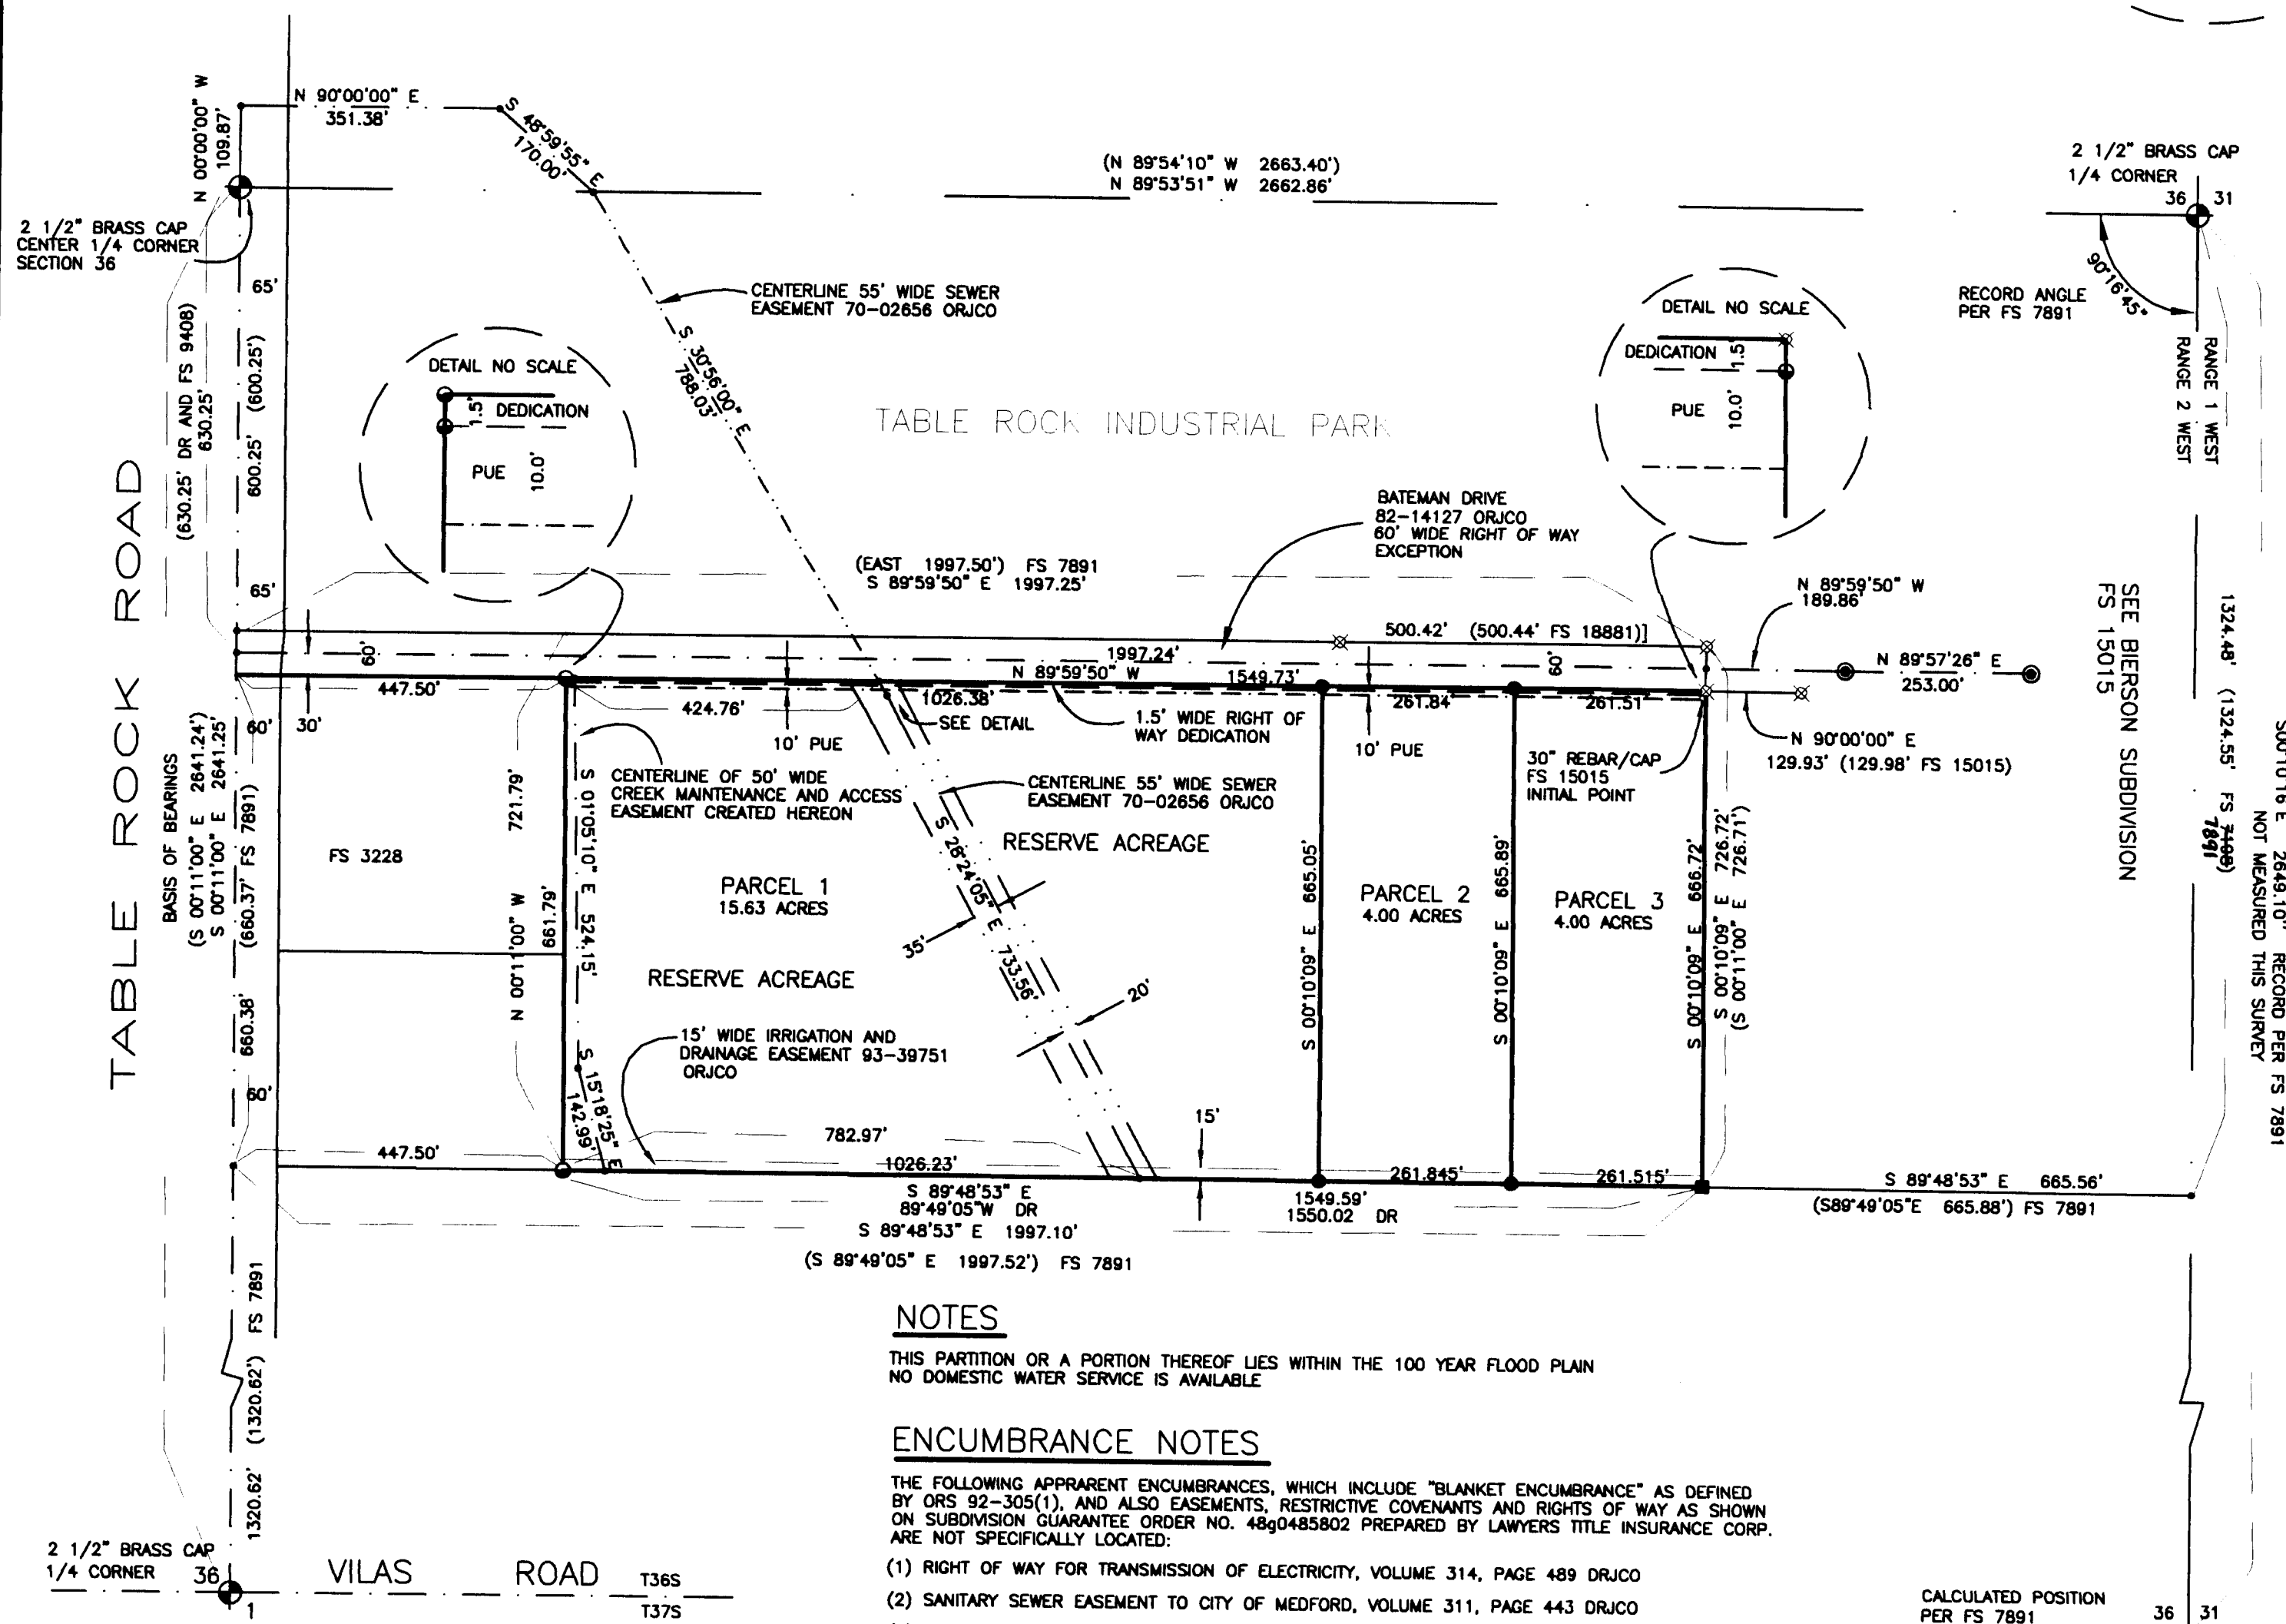 N 90°00'00" E
351.38'
N 00°00'00" W
109.87'
S 48°59'55" E
170.00'
(N 89°54'10" W 2663.40')
N 89°53'51" W 2662.86'
2 1/2" BRASS CAP
1/4 CORNER
36 31
2 1/2" BRASS CAP
CENTER 1/4 CORNER
SECTION 36
90°16'45"
RECORD ANGLE
PER FS 7891
RANGE 1 WEST
RANGE 2 WEST
CENTERLINE 55' WIDE SEWER
EASEMENT 70-02656 ORJCO
S 30°56'00" E
788.03'
65'
(600.25')
600.25'
65'
(630.25' DR AND FS 9408)
630.25'
DETAIL NO SCALE
1.5' DEDICATION
PUE 10.0'
DETAIL NO SCALE
DEDICATION 1.5'
PUE 10.0'
TABLE ROCK INDUSTRIAL PARK
TABLE ROCK ROAD
BATEMAN DRIVE
82-14127 ORJCO
60' WIDE RIGHT OF WAY
EXCEPTION
(EAST 1997.50') FS 7891
S 89°59'50" E 1997.25'
N 89°59'50" W
189.86'
500.42' (500.44' FS 18881)]
60'
1997.24'
60'
N 89°59'50" W 1549.73'
N 89°57'26" E
253.00'
447.50'
424.76'
1026.38'
261.84'
261.51'
SEE DETAIL
1.5' WIDE RIGHT OF
WAY DEDICATION
10' PUE
10' PUE
N 90°00'00" E
129.93' (129.98' FS 15015)
30" REBAR/CAP
FS 15015
INITIAL POINT
60' 30'
SEE BIERSON SUBDIVISION
FS 15015
1324.48' (1324.55' FS 7108)
7891
2649.10' RECORD PER FS 7891
NOT MEASURED THIS SURVEY
BASIS OF BEARINGS
(S 00°11'00" E 2641.24')
S 00°11'00" E 2641.25'
(660.37' FS 7891)
660.38'
60'
FS 3228
721.79'
N 00°11'00" W
661.79'
S 01°05'10" E 524.15'
CENTERLINE OF 50' WIDE
CREEK MAINTENANCE AND ACCESS
EASEMENT CREATED HEREON
CENTERLINE 55' WIDE SEWER
EASEMENT 70-02656 ORJCO
RESERVE ACREAGE
PARCEL 1
15.63 ACRES
S 28°24'05" E 733.56'
35'
20'
RESERVE ACREAGE
PARCEL 2
4.00 ACRES
PARCEL 3
4.00 ACRES
S 00°10'09" E 665.05'
S 00°10'09" E 665.89'
S 00°10'09" E 666.72'
S 00°10'09" E 726.72'
(S 00°11'00" E 726.71')
15' WIDE IRRIGATION AND
DRAINAGE EASEMENT 93-39751
ORJCO
S 15°18'25" E
142.99'
782.97'
15'
447.50'
1026.23'
261.845'
261.515'
S 89°48'53" E
89°49'05"W DR
1549.59'
1550.02 DR
S 89°48'53" E 1997.10'
(S 89°49'05" E 1997.52') FS 7891
S 89°48'53" E 665.56'
(S89°49'05"E 665.88') FS 7891
1320.62' (1320.62') FS 7891
NOTES
THIS PARTITION OR A PORTION THEREOF LIES WITHIN THE 100 YEAR FLOOD PLAIN
NO DOMESTIC WATER SERVICE IS AVAILABLE
ENCUMBRANCE NOTES
THE FOLLOWING APPRARENT ENCUMBRANCES, WHICH INCLUDE "BLANKET ENCUMBRANCE" AS DEFINED
BY ORS 92-305(1), AND ALSO EASEMENTS, RESTRICTIVE COVENANTS AND RIGHTS OF WAY AS SHOWN
ON SUBDIVISION GUARANTEE ORDER NO. 48g0485802 PREPARED BY LAWYERS TITLE INSURANCE CORP.
ARE NOT SPECIFICALLY LOCATED:
(1) RIGHT OF WAY FOR TRANSMISSION OF ELECTRICITY, VOLUME 314, PAGE 489 DRJCO
(2) SANITARY SEWER EASEMENT TO CITY OF MEDFORD, VOLUME 311, PAGE 443 DRJCO
2 1/2" BRASS CAP
1/4 CORNER 36
1
VILAS ROAD
T36S
T37S
CALCULATED POSITION
PER FS 7891 36 31